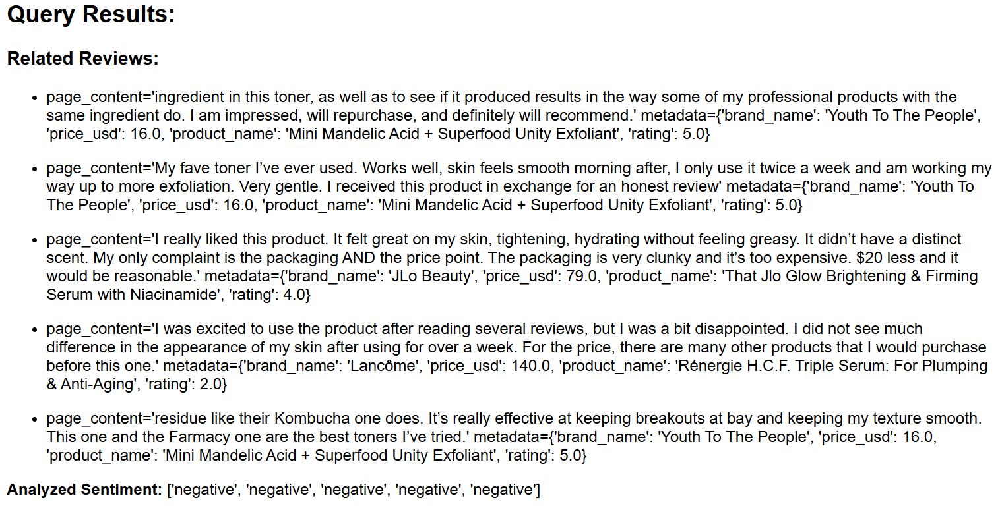 Query Results:
Related Reviews:
page_content='ingredient in this toner, as well as to see if it produced results in the way some of my professional products with the
same ingredient do. I am impressed, will repurchase, and definitely will recommend.' metadata={'brand_name': 'Youth To The People',
'price_usd': 16.0, 'product_name': 'Mini Mandelic Acid + Superfood Unity Exfoliant', 'rating': 5.0}
page_content='My fave toner I’ve ever used. Works well, skin feels smooth morning after, I only use it twice a week and am working my
way up to more exfoliation. Very gentle. I received this product in exchange for an honest review' metadata={'brand_name': 'Youth To
The People', 'price_usd': 16.0, 'product_name': 'Mini Mandelic Acid + Superfood Unity Exfoliant', 'rating': 5.0}
page_content='I really liked this product. It felt great on my skin, tightening, hydrating without feeling greasy. It didn’t have a distinct
scent. My only complaint is the packaging AND the price point. The packaging is very clunky and it’s too expensive. $20 less and it
would be reasonable.' metadata={'brand_name': 'JLo Beauty', 'price_usd': 79.0, 'product_name': 'That Jlo Glow Brightening & Firming
Serum with Niacinamide', 'rating': 4.0}
page_content='I was excited to use the product after reading several reviews, but I was a bit disappointed. I did not see much
difference in the appearance of my skin after using for over a week. For the price, there are many other products that I would purchase
before this one.' metadata={'brand_name': 'Lancôme', 'price_usd': 140.0, 'product_name': 'Rénergie H.C.F. Triple Serum: For Plumping
& Anti-Aging', 'rating': 2.0}
page_content='residue like their Kombucha one does. It’s really effective at keeping breakouts at bay and keeping my texture smooth.
This one and the Farmacy one are the best toners I’ve tried.' metadata={'brand_name': 'Youth To The People', 'price_usd': 16.0,
'product_name': 'Mini Mandelic Acid + Superfood Unity Exfoliant', 'rating': 5.0}
Analyzed Sentiment: ['negative', 'negative', 'negative', 'negative', 'negative']